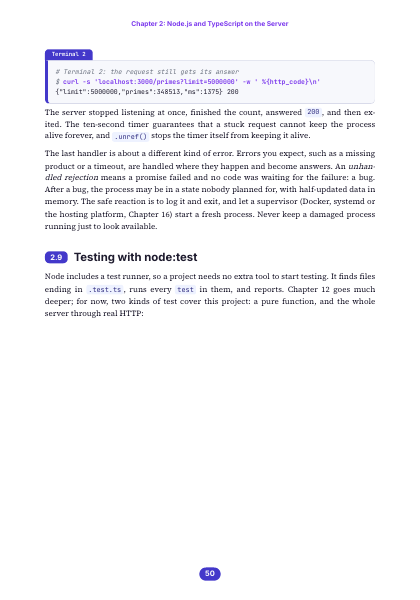 Chapter 2: Node.js and TypeScript on the Server
Terminal 2
# Terminal 2: the request still gets its answer
$ curl -s 'localhost:3000/primes?limit=5000000' -w ' %{http_code}\n'
{"limit":5000000,"primes":348513,"ms":1375} 200
The server stopped listening at once, finished the count, answered 200, and then ex-
ited. The ten-second timer guarantees that a stuck request cannot keep the process
alive forever, and .unref() stops the timer itself from keeping it alive.
The last handler is about a different kind of error. Errors you expect, such as a missing
product or a timeout, are handled where they happen and become answers. An unhan-
dled rejection means a promise failed and no code was waiting for the failure: a bug.
After a bug, the process may be in a state nobody planned for, with half-updated data in
memory. The safe reaction is to log it and exit, and let a supervisor (Docker, systemd or
the hosting platform, Chapter 16) start a fresh process. Never keep a damaged process
running just to look available.
2.9 Testing with node:test
Node includes a test runner, so a project needs no extra tool to start testing. It finds files
ending in .test.ts, runs every test in them, and reports. Chapter 12 goes much
deeper; for now, two kinds of test cover this project: a pure function, and the whole
server through real HTTP:
50